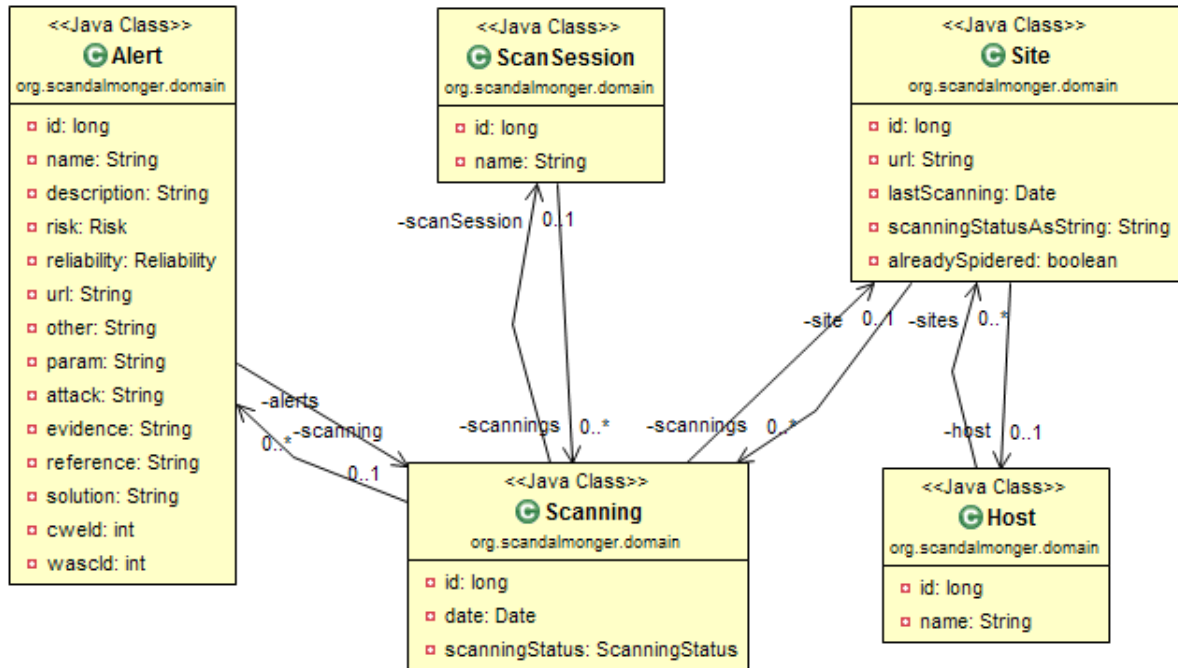 <<Java Class>>
Alert
org.scandalmonger.domain
id: long
name: String
description: String
risk: Risk
reliability: Reliability
url: String
other: String
param: String
attack: String
evidence: String
reference: String
solution: String
cweId: int
wascId: int
<<Java Class>>
ScanSession
org.scandalmonger.domain
id: long
name: String
<<Java Class>>
Site
org.scandalmonger.domain
id: long
url: String
lastScanning: Date
scanningStatusAsString: String
alreadySpidered: boolean
-scanSession 0..1
-site 0..1
-sites 0..*
-alerts
0..*
-scanning
0..1
-scannings 0..*
-scannings 0..*
-host 0..1
<<Java Class>>
Scanning
org.scandalmonger.domain
id: long
date: Date
scanningStatus: ScanningStatus
<<Java Class>>
Host
org.scandalmonger.domain
id: long
name: String